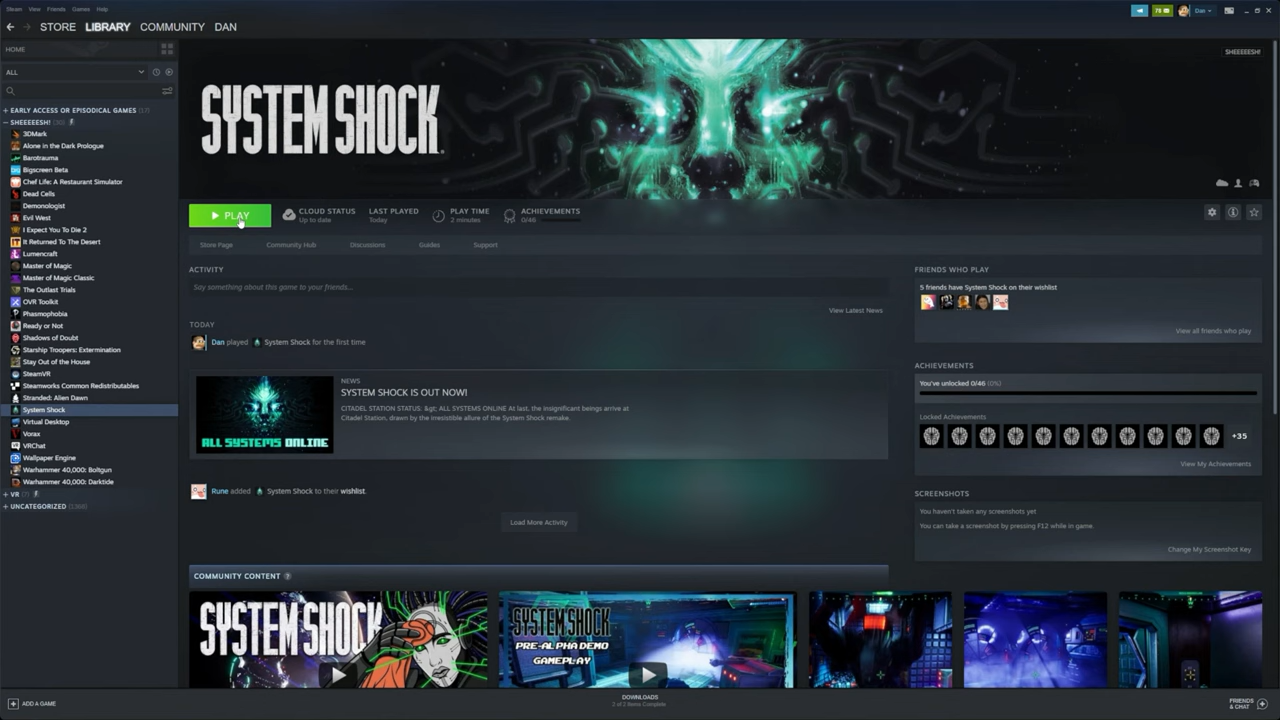 Steam View Friends Games Help
78
Dan
STORE LIBRARY COMMUNITY DAN
HOME
ALL
EARLY ACCESS OR EPISODICAL GAMES (17)
SHEEEEESH!
3DMark
Alone in the Dark Prologue
Barotrauma
Bigscreen Beta
Chef Life: A Restaurant Simulator
Dead Cells
Demonologist
Evil West
I Expect You To Die 2
It Returned To The Desert
Lumencraft
Master of Magic
Master of Magic Classic
The Outlast Trials
OVR Toolkit
Phasmophobia
Ready or Not
Shadows of Doubt
Starship Troopers: Extermination
Stay Out of the House
SteamVR
Steamworks Common Redistributables
Stranded: Alien Dawn
System Shock
Virtual Desktop
Vorax
VRChat
Wallpaper Engine
Warhammer 40,000: Boltgun
Warhammer 40,000: Darktide
VR
UNCATEGORIZED
SHEEEEESH!
SYSTEM SHOCK
PLAY
CLOUD STATUS
Up to date
LAST PLAYED
Today
PLAY TIME
2 minutes
ACHIEVEMENTS
0/46
Store Page Community Hub Discussions Guides Support
ACTIVITY
Say something about this game to your friends...
View Latest News
TODAY
Dan played System Shock for the first time
ALL SYSTEMS ONLINE
NEWS
SYSTEM SHOCK IS OUT NOW!
CITADEL STATION STATUS: &gt; ALL SYSTEMS ONLINE At last, the insignificant beings arrive at
Citadel Station, drawn by the irresistible allure of the System Shock remake.
Rune added System Shock to their wishlist.
Load More Activity
FRIENDS WHO PLAY
5 friends have System Shock on their wishlist
View all friends who play
ACHIEVEMENTS
You've unlocked 0/46 (0%)
Locked Achievements
+35
View My Achievements
SCREENSHOTS
You haven't taken any screenshots yet
You can take a screenshot by pressing F12 while in game.
Change My Screenshot Key
COMMUNITY CONTENT ?
SYSTEM SHOCK
SYSTEM SHOCK
PRE-ALPHA DEMO
GAMEPLAY
ADD A GAME
DOWNLOADS
2 of 2 Items Complete
FRIENDS
& CHAT